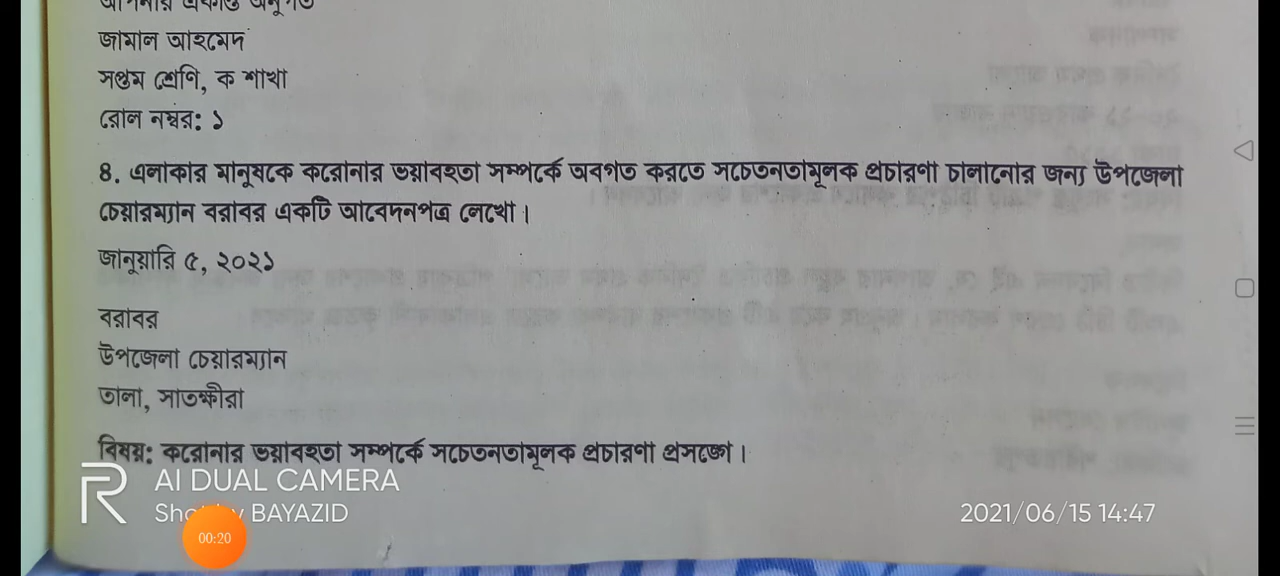 জামাল আহমেদ
সপ্তম শ্রেণি, ক শাখা
রোল নম্বর: ১
৪. এলাকার মানুষকে করোনার ভয়াবহতা সম্পর্কে অবগত করতে সচেতনতামূলক প্রচারণা চালানোর জন্য উপজেলা
চেয়ারম্যান বরাবর একটি আবেদনপত্র লেখো।
জানুয়ারি ৫, ২০২১
বরাবর
উপজেলা চেয়ারম্যান
তালা, সাতক্ষীরা
বিষয়: করোনার ভয়াবহতা সম্পর্কে সচেতনতামূলক প্রচারণা প্রসঙ্গে।
AI DUAL CAMERA
BAYAZID
2021/06/15 14:47
00:20